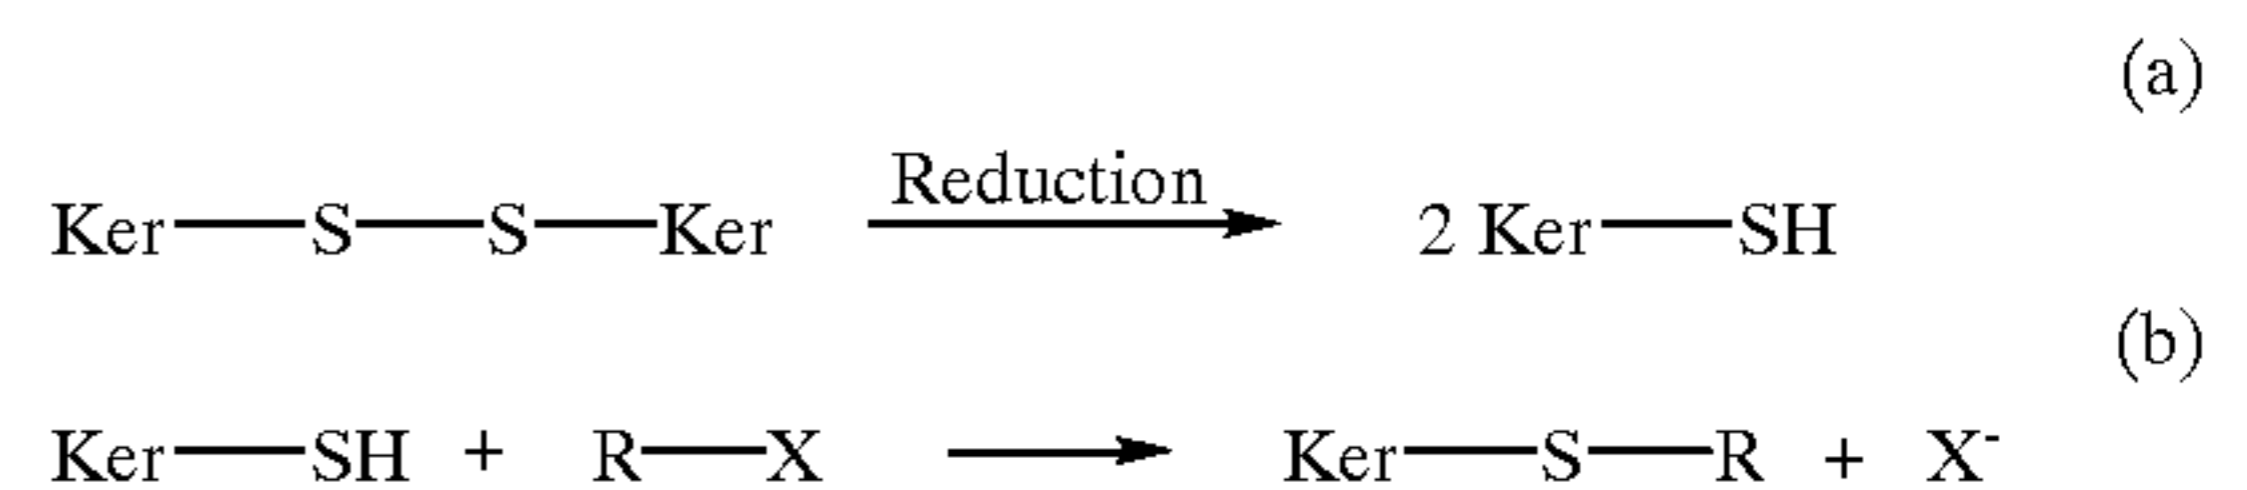 (a)
Reduction
Ker—S—S—Ker → 2 Ker—SH
(b)
Ker—SH + R—X → Ker—S—R + X⁻